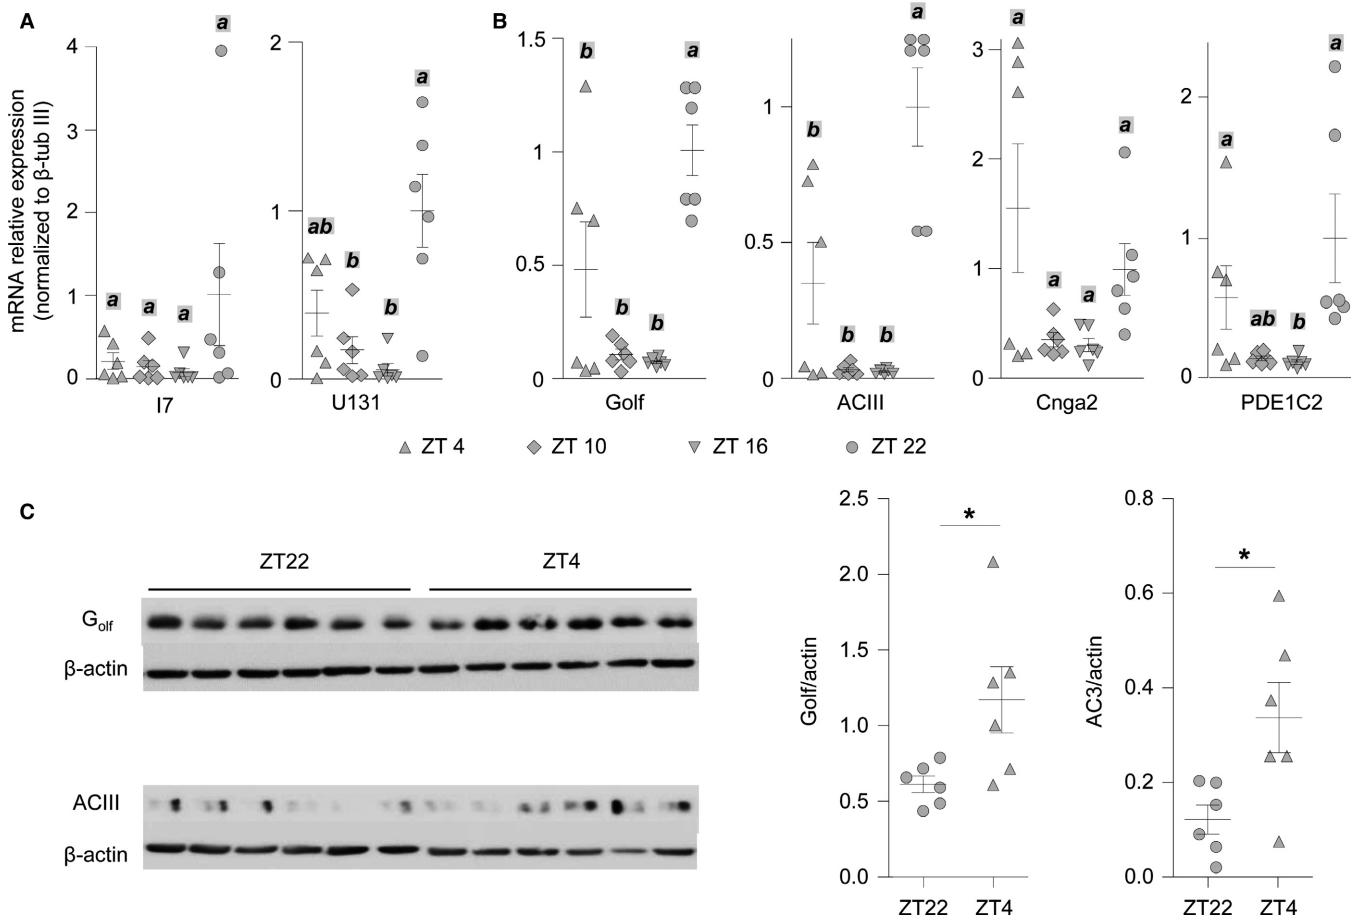 A
B
mRNA relative expression
(normalized to β-tub III)
4
3
2
1
0
a
a
a
a
I7
2
1
0
ab
b
b
a
U131
1.5
1
0.5
0
b
b
b
a
Golf
1
0.5
0
b
b
b
a
ACIII
3
2
1
0
a
a
a
a
Cnga2
2
1
0
a
ab
b
a
PDE1C2
ZT 4
ZT 10
ZT 16
ZT 22
C
ZT22
ZT4
Golf
β-actin
ACIII
β-actin
Golf/actin
2.5
2.0
1.5
1.0
0.5
0.0
*
ZT22
ZT4
AC3/actin
0.8
0.6
0.4
0.2
0.0
*
ZT22
ZT4